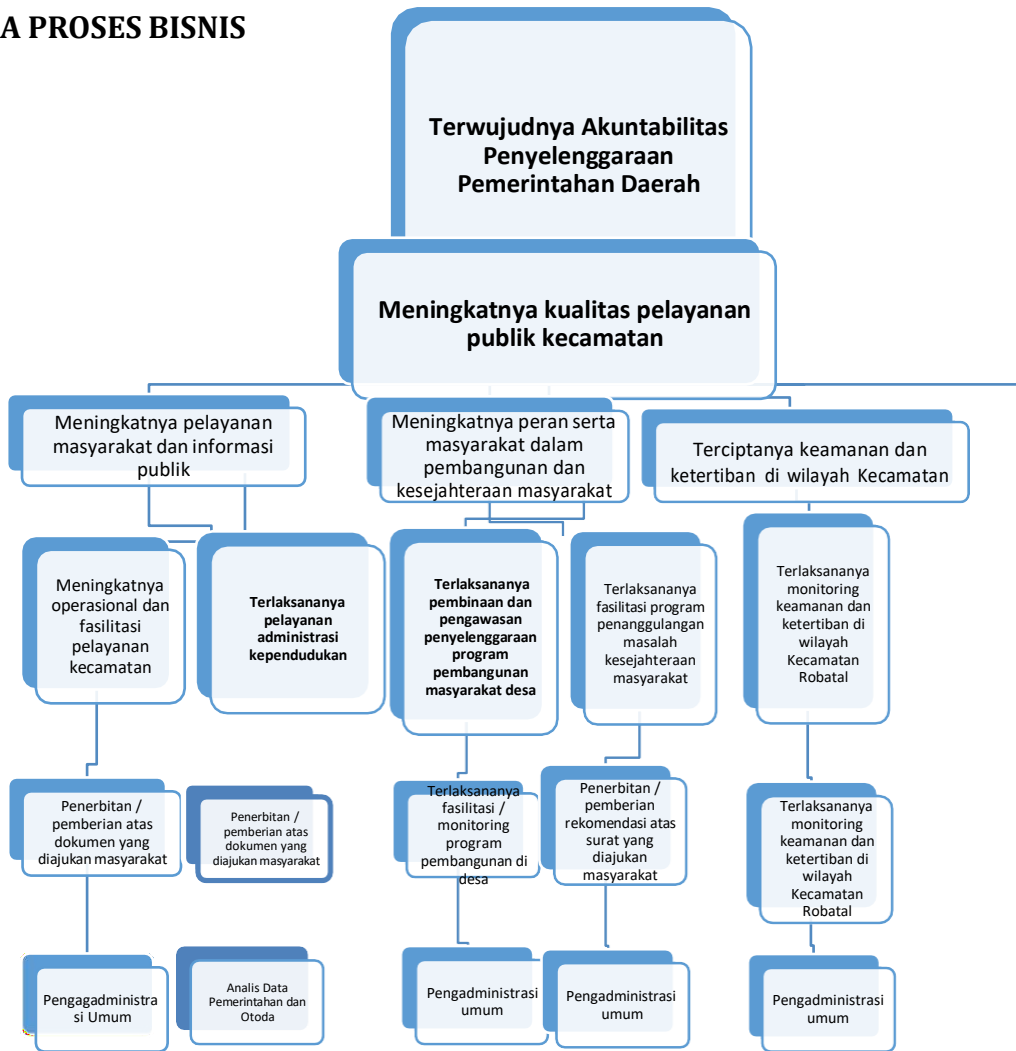 A PROSES BISNIS
Terwujudnya Akuntabilitas
Penyelenggaraan
Pemerintahan Daerah
Meningkatnya kualitas pelayanan
publik kecamatan
Meningkatnya pelayanan
masyarakat dan informasi
publik
Meningkatnya peran serta
masyarakat dalam
pembangunan dan
kesejahteraan masyarakat
Terciptanya keamanan dan
ketertiban di wilayah Kecamatan
Meningkatnya
operasional dan
fasilitasi
pelayanan
kecamatan
Terlaksananya
pelayanan
administrasi
kependudukan
Terlaksananya
pembinaan dan
pengawasan
penyelenggaraan
program
pembangunan
masyarakat desa
Terlaksananya
fasilitasi program
penanggulangan
masalah
kesejahteraan
masyarakat
Terlaksananya
monitoring
keamanan dan
ketertiban di
wilayah
Kecamatan
Robatal
Penerbitan /
pemberian atas
dokumen yang
diajukan masyarakat
Penerbitan /
pemberian atas
dokumen yang
diajukan masyarakat
Terlaksananya
fasilitasi /
monitoring
program
pembangunan di
desa
Penerbitan /
pemberian
rekomendasi atas
surat yang
diajukan
masyarakat
Terlaksananya
monitoring
keamanan dan
ketertiban di
wilayah
Kecamatan
Robatal
Pengagadministra
si Umum
Analis Data
Pemerintahan dan
Otoda
Pengadministrasi
umum
Pengadministrasi
umum
Pengadministrasi
umum